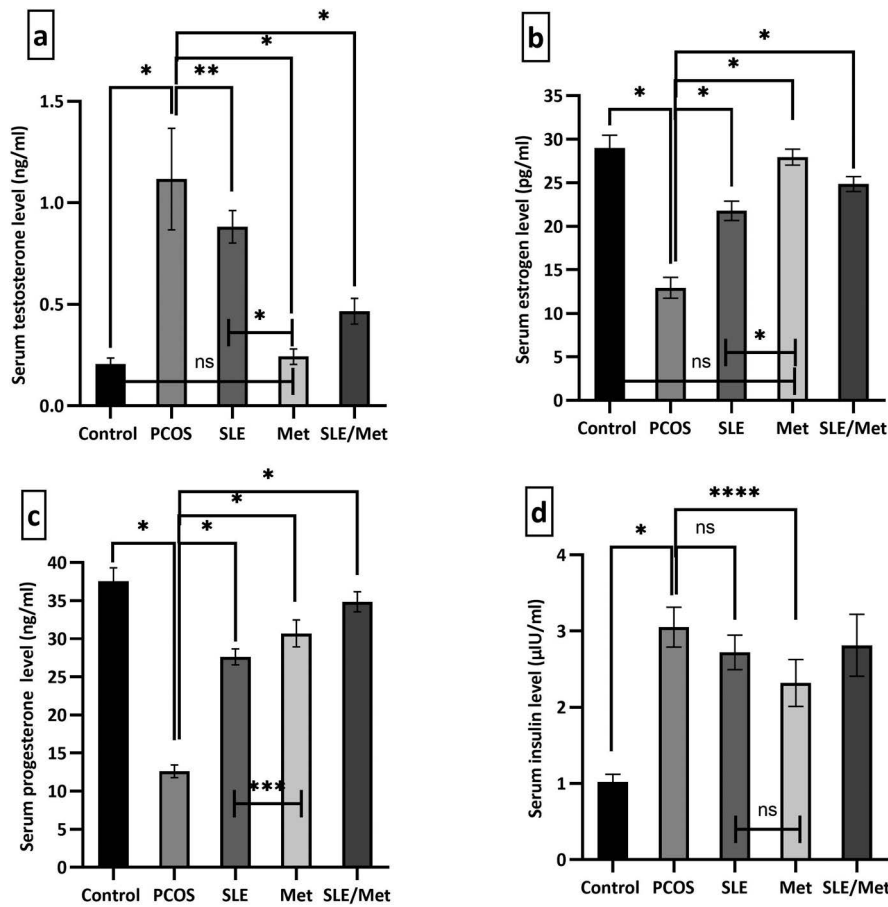 a
*
*
* **
Serum testosterone level (ng/ml)
1.5
1.0
0.5
0.0
*
ns
Control PCOS SLE Met SLE/Met
b
*
*
* *
Serum estrogen level (pg/ml)
35
30
25
20
15
10
5
0
*
ns
Control PCOS SLE Met SLE/Met
c
*
*
* *
Serum progesterone level (ng/ml)
40
35
30
25
20
15
10
5
0
***
Control PCOS SLE Met SLE/Met
d
****
* ns
Serum insulin level (µIU/ml)
4
3
2
1
0
ns
Control PCOS SLE Met SLE/Met